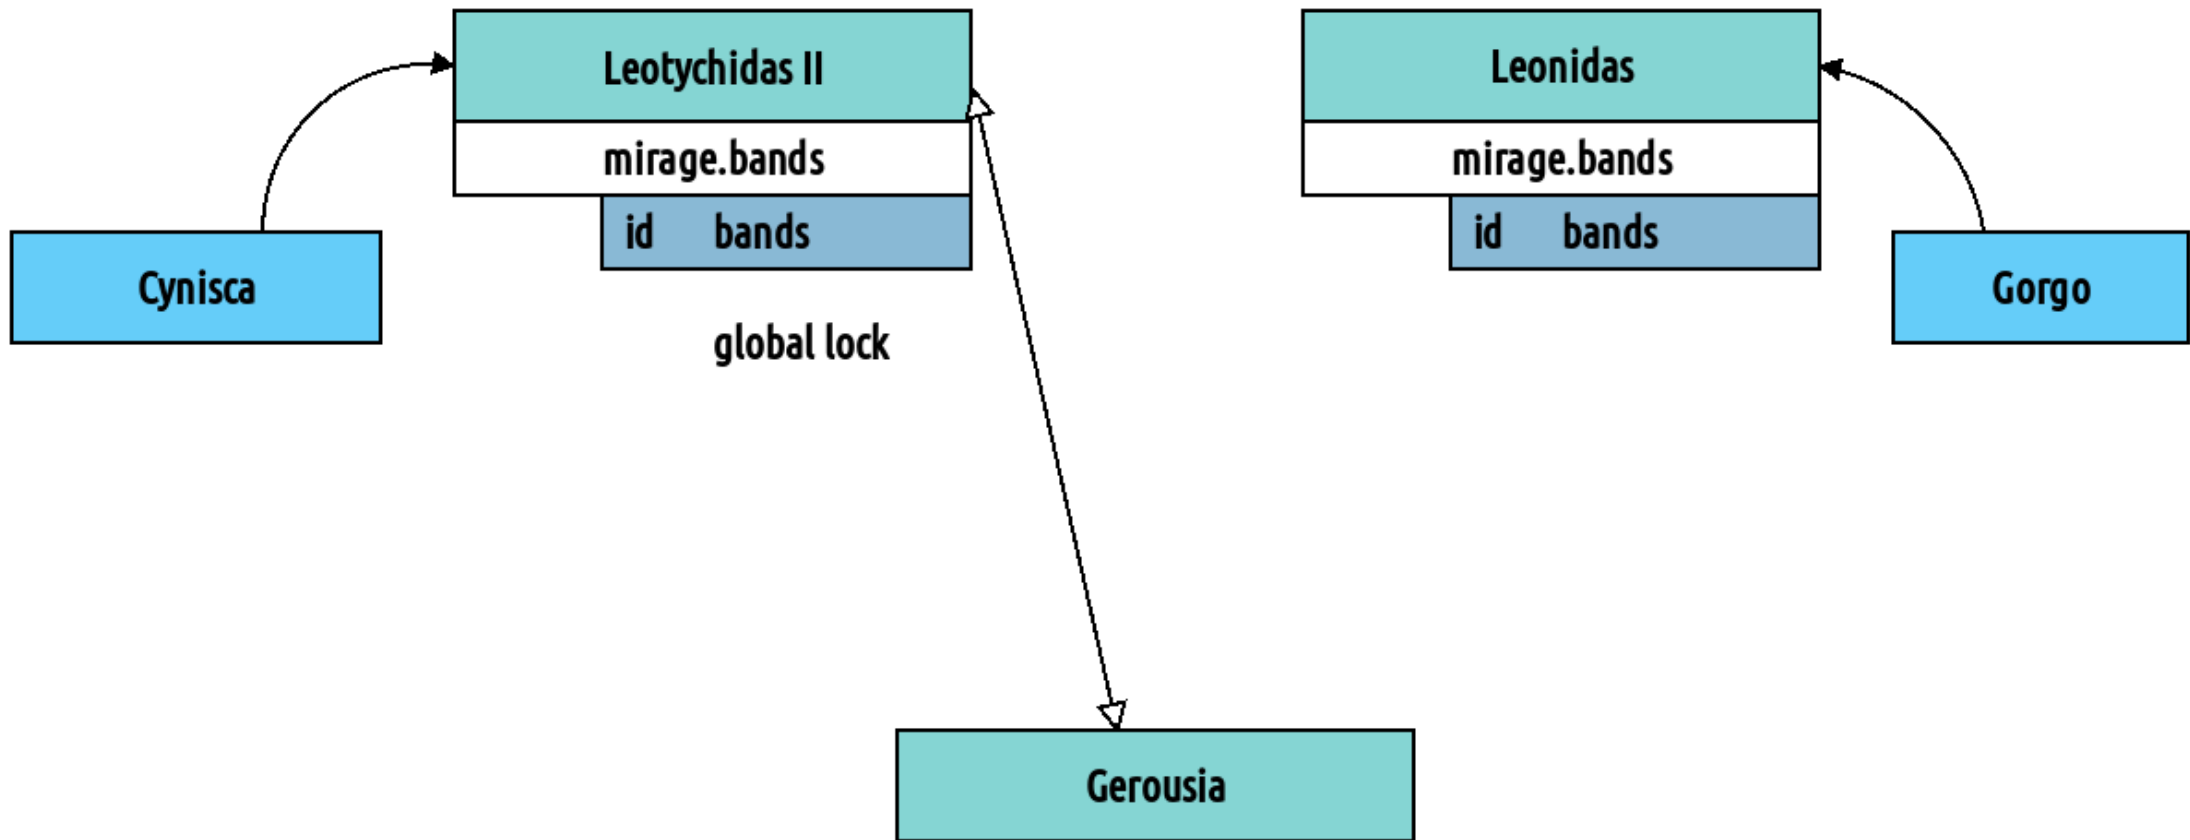 Leotychidas II
mirage.bands
id bands
Leonidas
mirage.bands
id bands
Cynisca
Gorgo
global lock
Gerousia